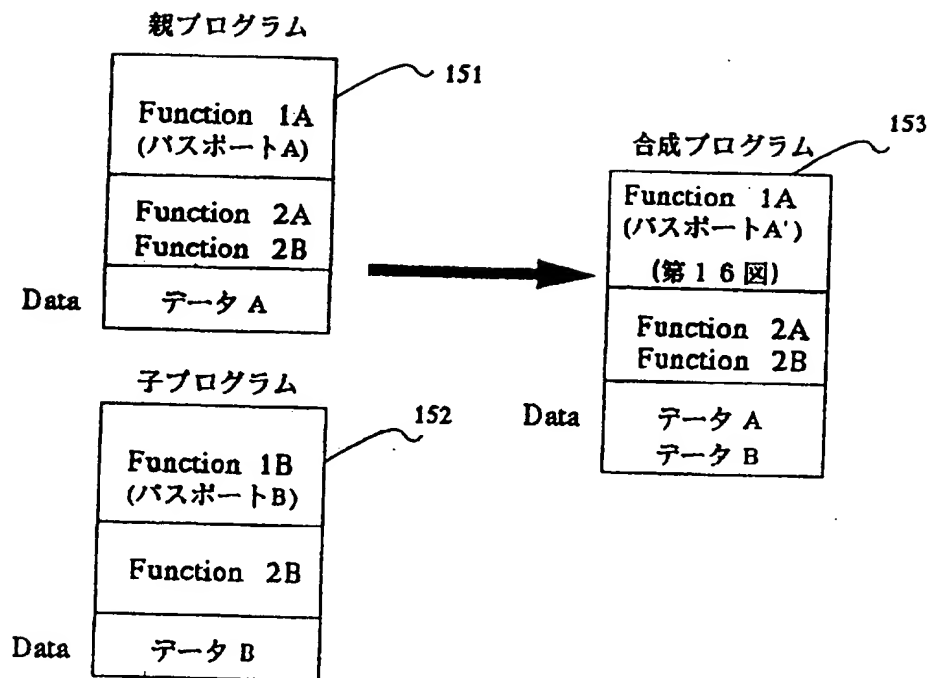 親プログラム
151
Function 1A
(パスポートA)
Function 2A
Function 2B
Data
データ A
子プログラム
152
Function 1B
(パスポートB)
Function 2B
Data
データ B
合成プログラム
153
Function 1A
(パスポートA')
(第16図)
Function 2A
Function 2B
Data
データ A
データ B